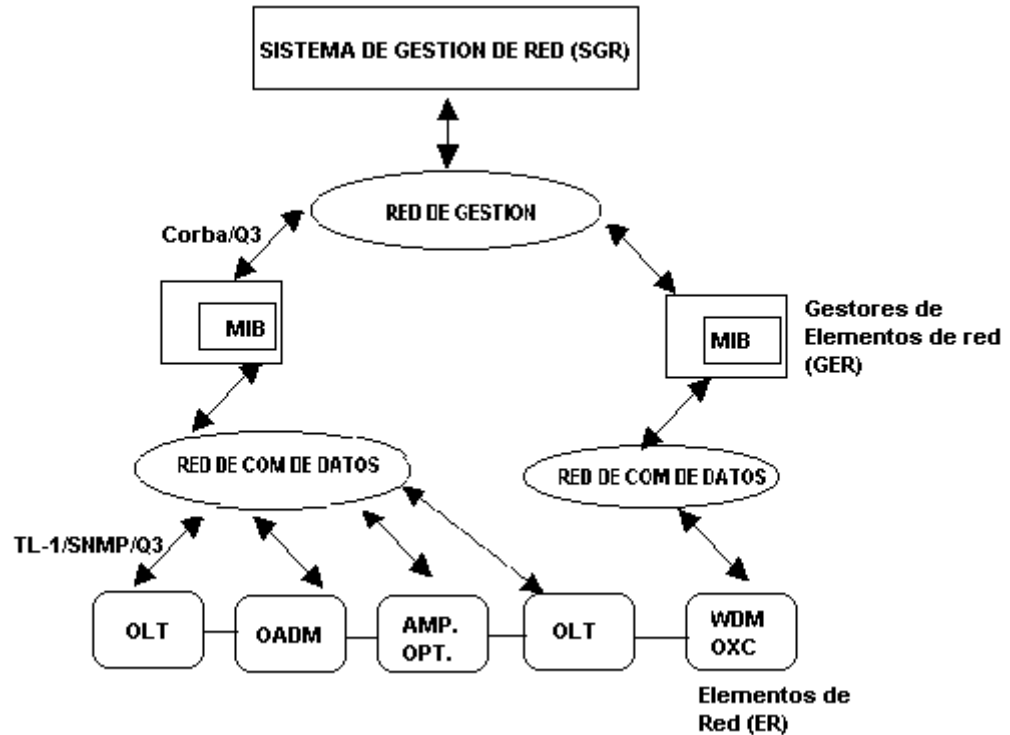 SISTEMA DE GESTION DE RED (SGR)
RED DE GESTION
Corba/Q3
MIB
MIB
Gestores de
Elementos de red
(GER)
RED DE COM DE DATOS
RED DE COM DE DATOS
TL-1/SNMP/Q3
OLT
OADM
AMP.
OPT.
OLT
WDM
OXC
Elementos de
Red (ER)